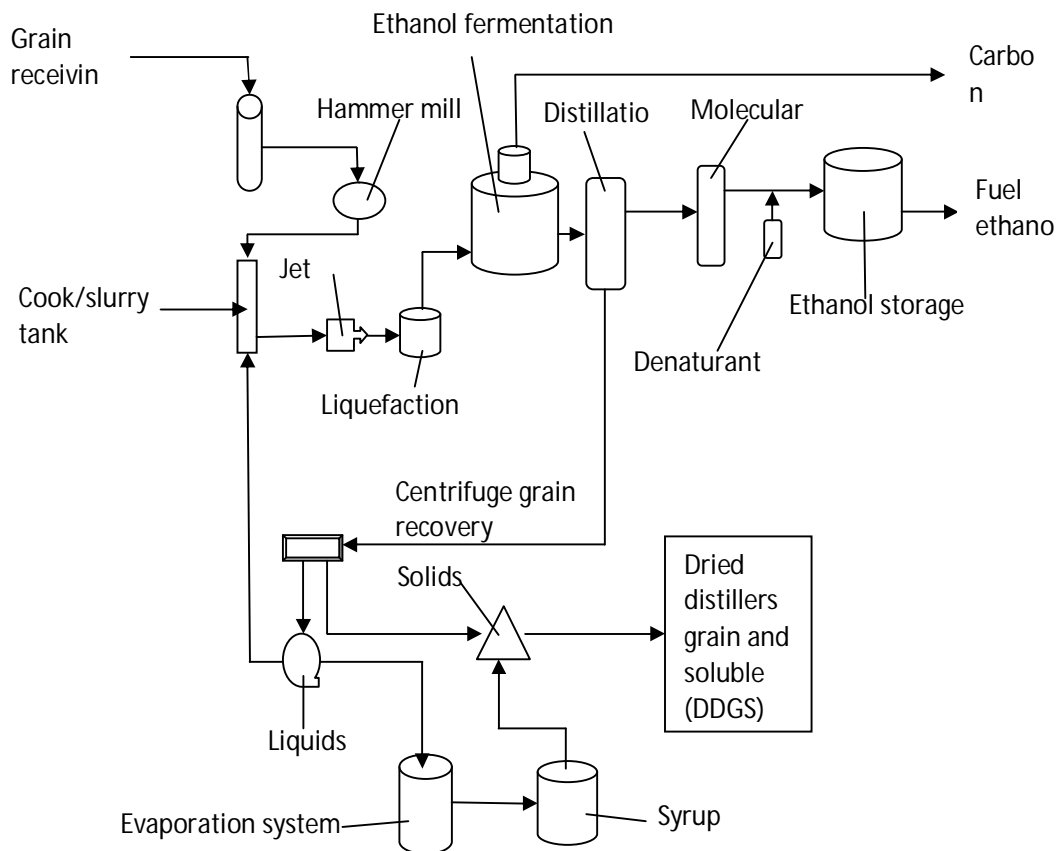 Ethanol fermentation
Grain
receivin
Carbo
n
Hammer mill
Distillatio
Molecular
Fuel
ethano
Jet
Cook/slurry
tank
Ethanol storage
Denaturant
Liquefaction
Centrifuge grain
recovery
Solids
Dried
distillers
grain and
soluble
(DDGS)
Liquids
Evaporation system
Syrup